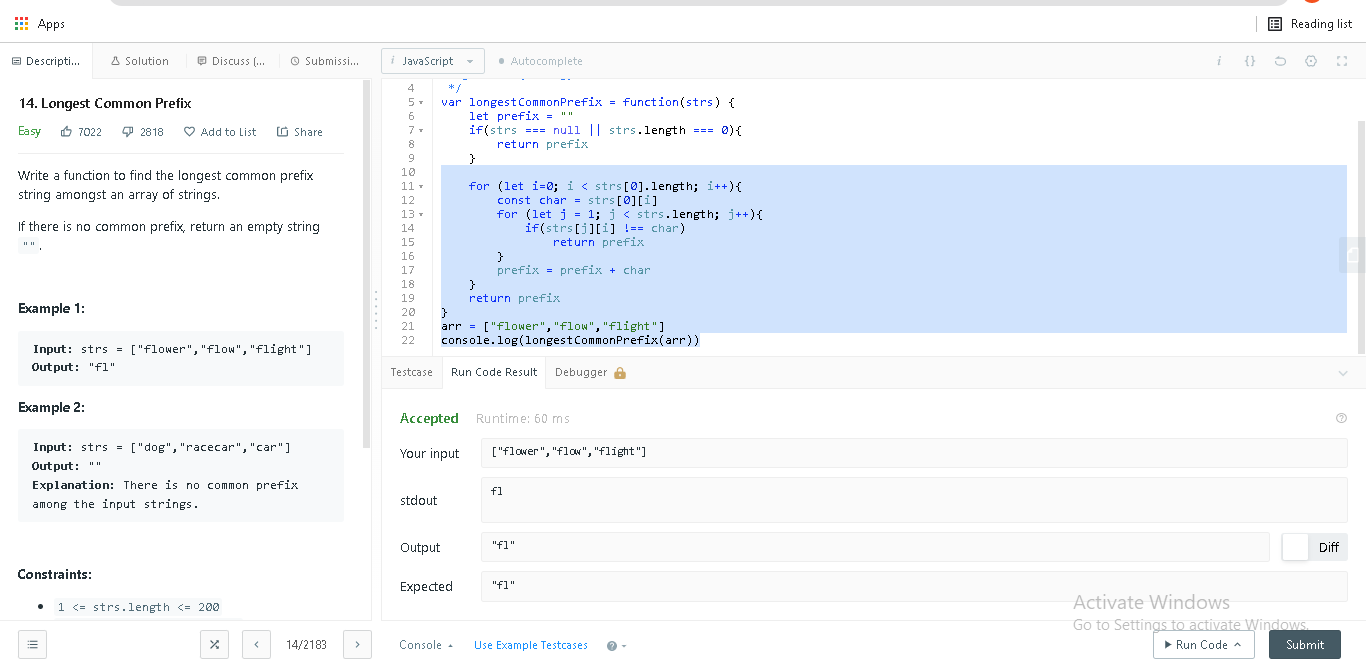 Apps
Reading list
Descripti...
Solution
Discuss (...
Submissi...
i JavaScript
Autocomplete
i {}
14. Longest Common Prefix
Easy 7022 2818 Add to List Share
Write a function to find the longest common prefix
string amongst an array of strings.
If there is no common prefix, return an empty string
"".
Example 1:
Input: strs = ["flower","flow","flight"]
Output: "fl"
Example 2:
Input: strs = ["dog","racecar","car"]
Output: ""
Explanation: There is no common prefix
among the input strings.
Constraints:
1 <= strs.length <= 200
14/2183
4 */
5 var longestCommonPrefix = function(strs) {
6 let prefix = ""
7 if(strs === null || strs.length === 0){
8 return prefix
9 }
10
11 for (let i=0; i < strs[0].length; i++){
12 const char = strs[0][i]
13 for (let j = 1; j < strs.length; j++){
14 if(strs[j][i] !== char)
15 return prefix
16 }
17 prefix = prefix + char
18 }
19 return prefix
20 }
21 arr = ["flower","flow","flight"]
22 console.log(longestCommonPrefix(arr))
Testcase Run Code Result Debugger
Accepted Runtime: 60 ms
Your input ["flower","flow","flight"]
stdout fl
Output "fl" Diff
Expected "fl"
Activate Windows
Go to Settings to activate Windows.
Console Use Example Testcases Run Code Submit